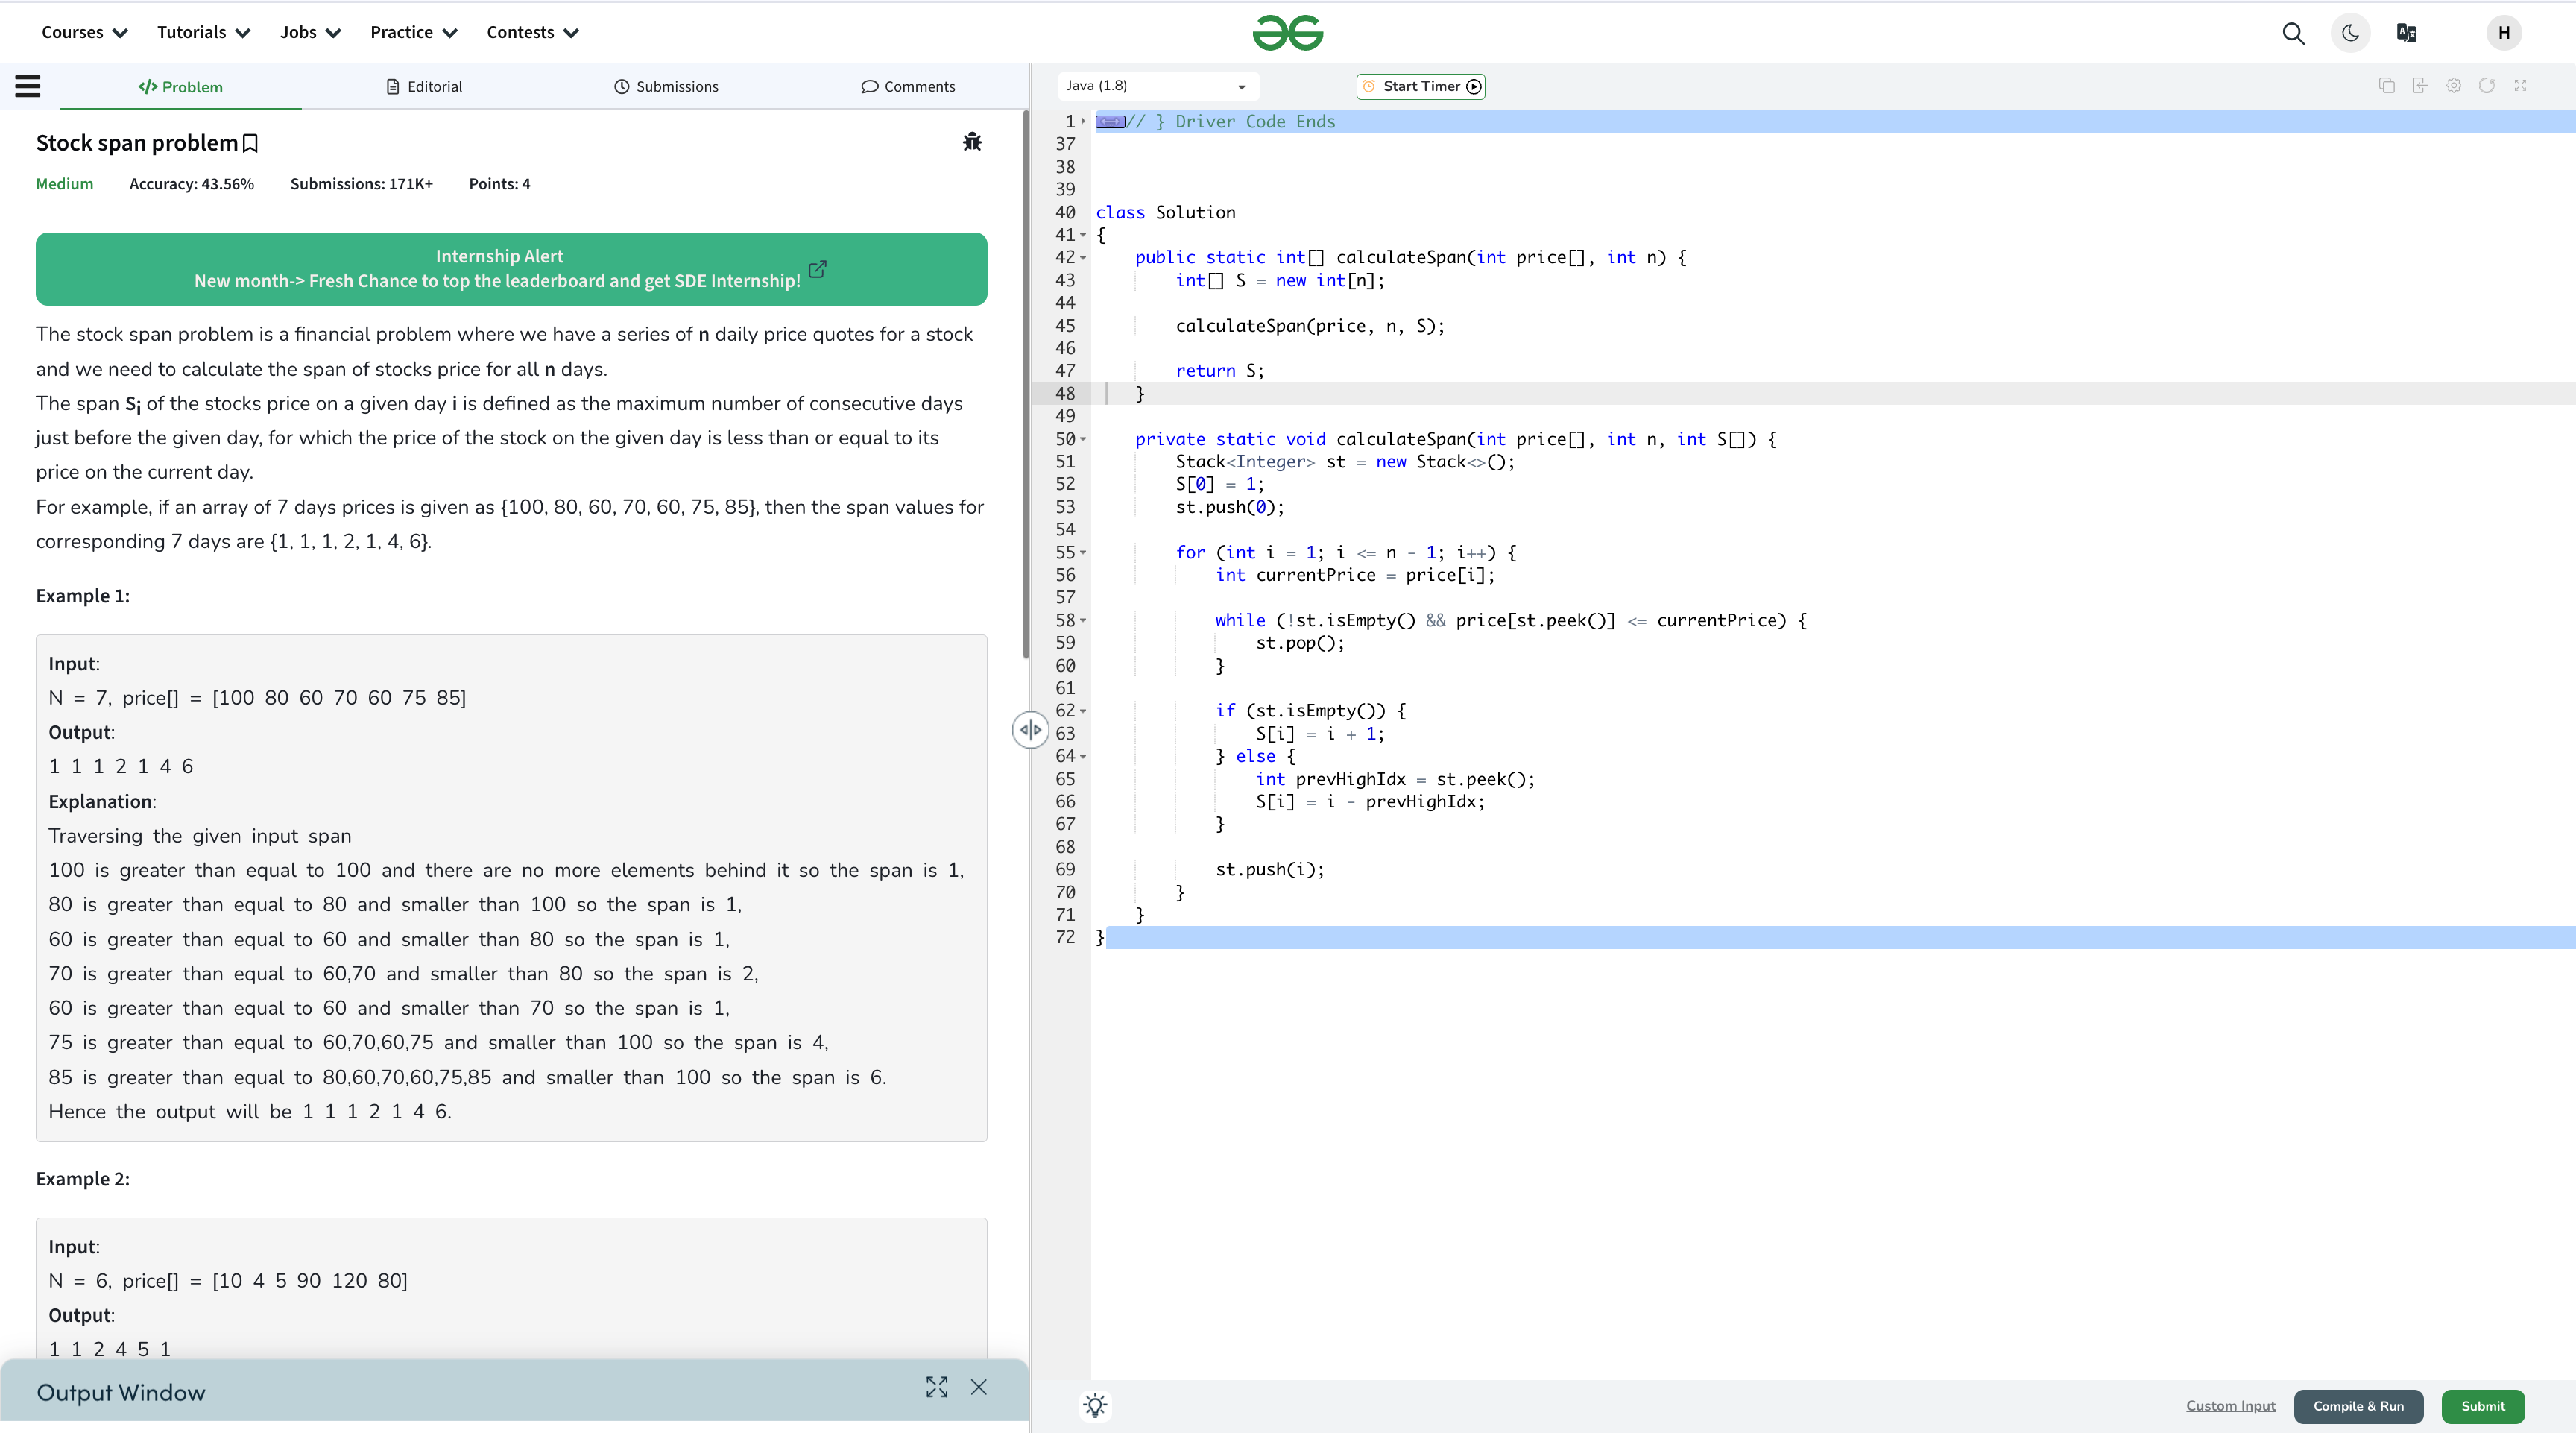 Courses Tutorials Jobs Practice Contests H
Problem Editorial Submissions Comments
Java (1.8) Start Timer
Stock span problem
Medium Accuracy: 43.56% Submissions: 171K+ Points: 4
Internship Alert
New month-> Fresh Chance to top the leaderboard and get SDE Internship!
The stock span problem is a financial problem where we have a series of n daily price quotes for a stock
and we need to calculate the span of stocks price for all n days.
The span Si of the stocks price on a given day i is defined as the maximum number of consecutive days
just before the given day, for which the price of the stock on the given day is less than or equal to its
price on the current day.
For example, if an array of 7 days prices is given as {100, 80, 60, 70, 60, 75, 85}, then the span values for
corresponding 7 days are {1, 1, 1, 2, 1, 4, 6}.
Example 1:
Input:
N = 7, price[] = [100 80 60 70 60 75 85]
Output:
1 1 1 2 1 4 6
Explanation:
Traversing the given input span
100 is greater than equal to 100 and there are no more elements behind it so the span is 1,
80 is greater than equal to 80 and smaller than 100 so the span is 1,
60 is greater than equal to 60 and smaller than 80 so the span is 1,
70 is greater than equal to 60,70 and smaller than 80 so the span is 2,
60 is greater than equal to 60 and smaller than 70 so the span is 1,
75 is greater than equal to 60,70,60,75 and smaller than 100 so the span is 4,
85 is greater than equal to 80,60,70,60,75,85 and smaller than 100 so the span is 6.
Hence the output will be 1 1 1 2 1 4 6.
Example 2:
Input:
N = 6, price[] = [10 4 5 90 120 80]
Output:
1 1 2 4 5 1
Output Window
1 // } Driver Code Ends
37
38
39
40 class Solution
41 {
42     public static int[] calculateSpan(int price[], int n) {
43         int[] S = new int[n];
44
45         calculateSpan(price, n, S);
46
47         return S;
48     }
49
50     private static void calculateSpan(int price[], int n, int S[]) {
51         Stack<Integer> st = new Stack<>();
52         S[0] = 1;
53         st.push(0);
54
55         for (int i = 1; i <= n - 1; i++) {
56             int currentPrice = price[i];
57
58             while (!st.isEmpty() && price[st.peek()] <= currentPrice) {
59                 st.pop();
60             }
61
62             if (st.isEmpty()) {
63                 S[i] = i + 1;
64             } else {
65                 int prevHighIdx = st.peek();
66                 S[i] = i - prevHighIdx;
67             }
68
69             st.push(i);
70         }
71     }
72 }
Custom Input Compile & Run Submit